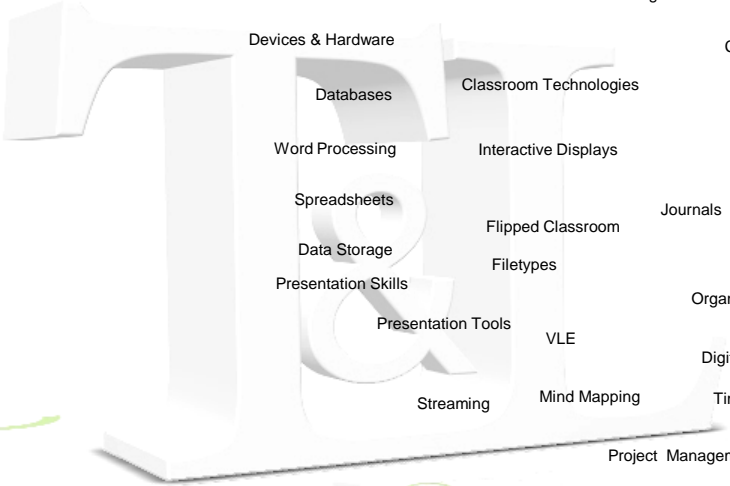 Devices & Hardware
Classroom Technologies
Databases
Word Processing
Interactive Displays
Spreadsheets
Journals
Flipped Classroom
Data Storage
Filetypes
Presentation Skills
Presentation Tools
VLE
Mind Mapping
Streaming
Project
T&L